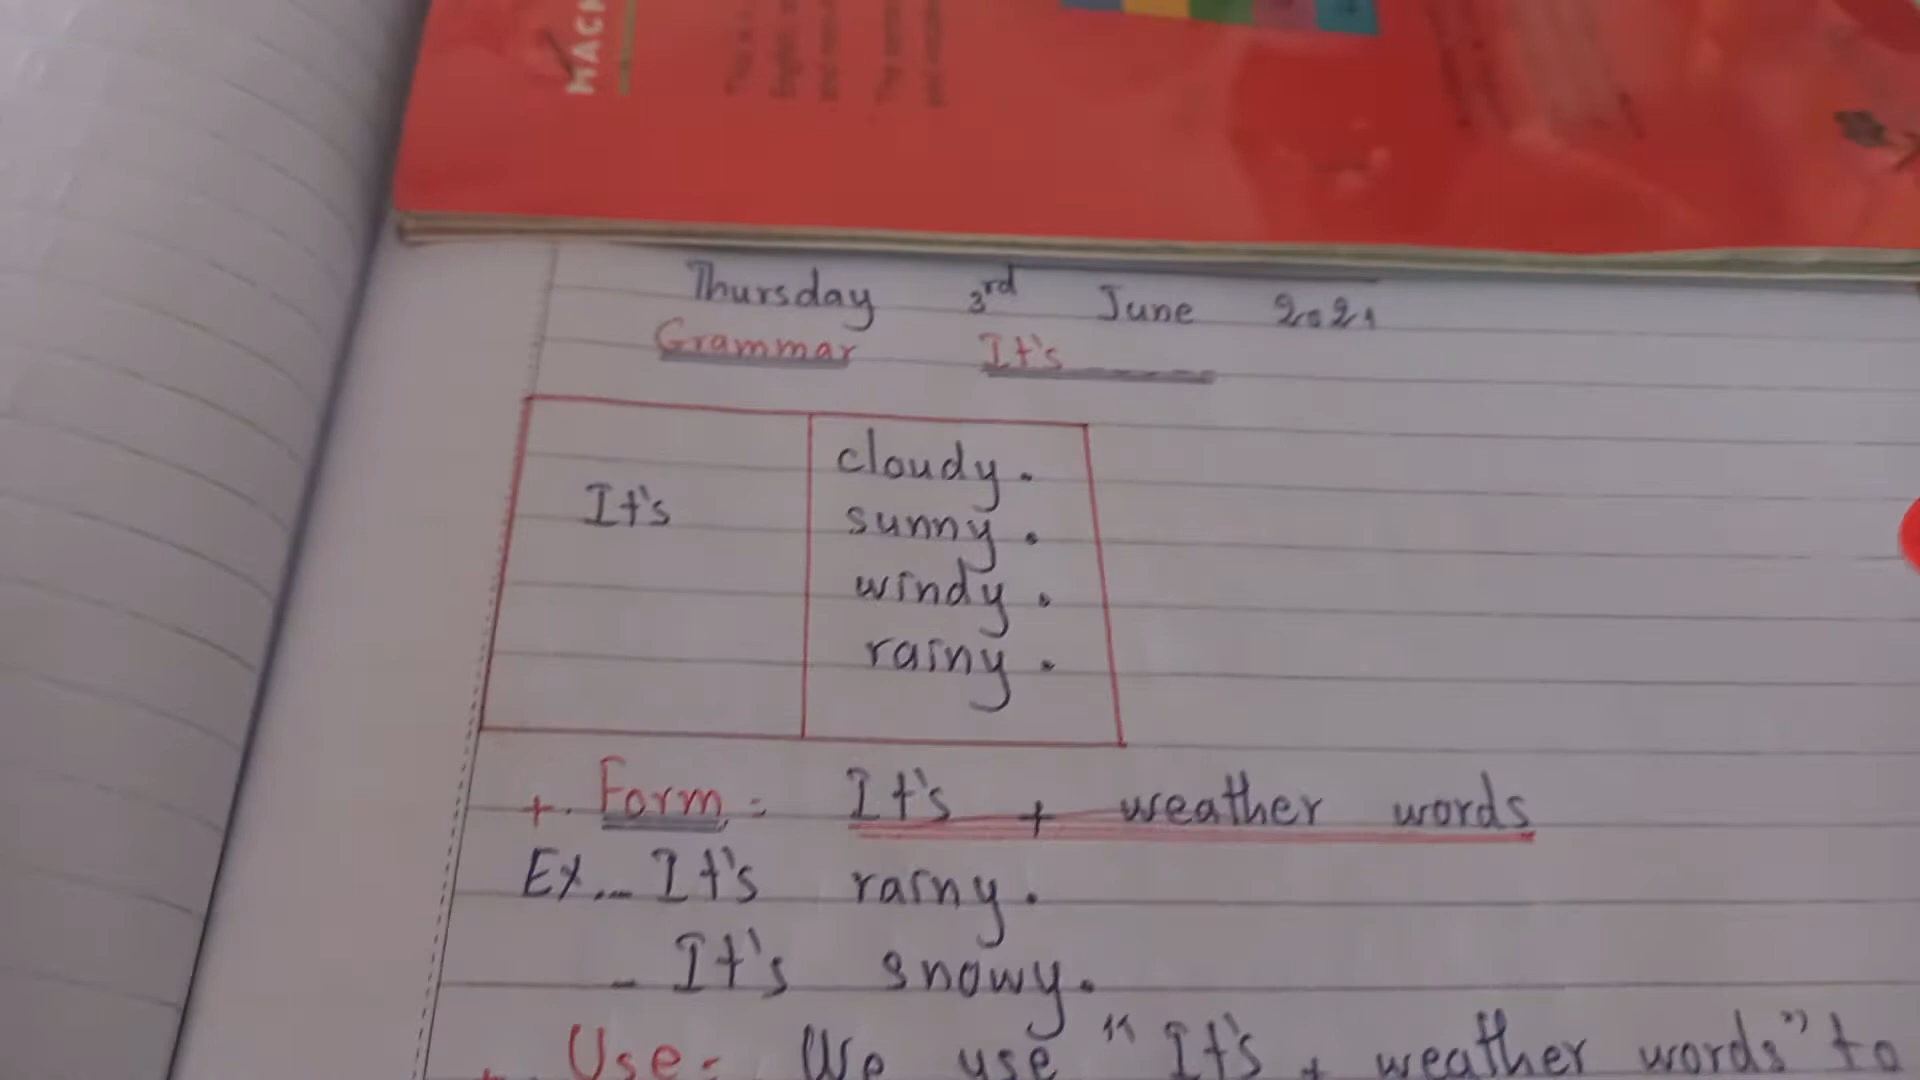 MAC
Thursday 3rd June 2021
Grammar It's
cloudy.
It's
sunny.
windy.
rainy.
+. Form: It's + weather words
Ex... It's rainy.
- It's snowy.
+. Use: We use "It's + weather words" to